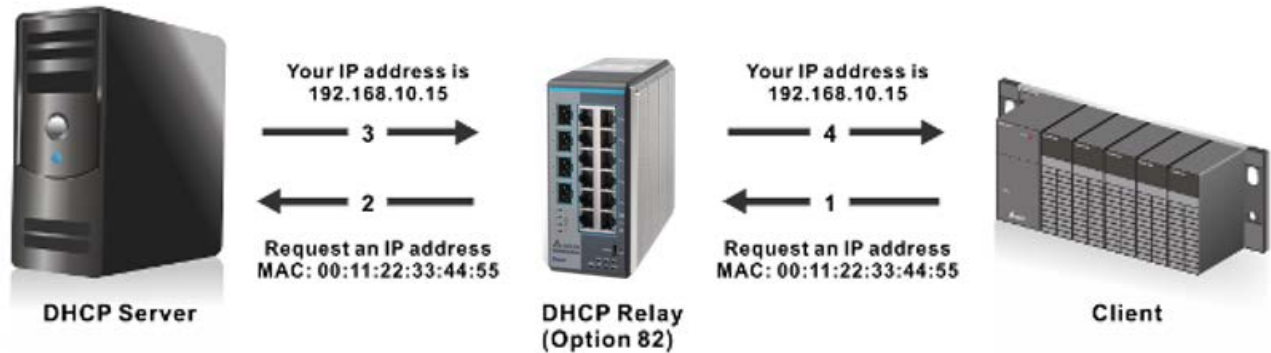 Your IP address is
192.168.10.15
3
2
Request an IP address
MAC: 00:11:22:33:44:55
Your IP address is
192.168.10.15
4
1
Request an IP address
MAC: 00:11:22:33:44:55
DHCP Server
DHCP Relay
(Option 82)
Client